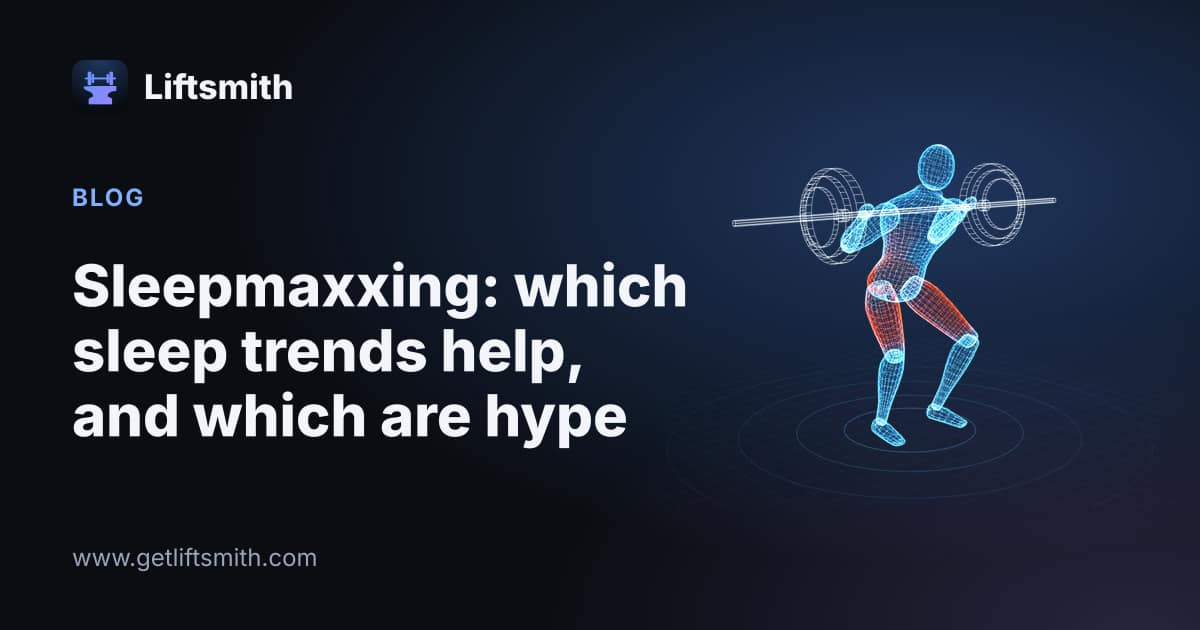 Liftsmith
BLOG
Sleepmaxxing: which
sleep trends help,
and which are hype
www.getliftsmith.com